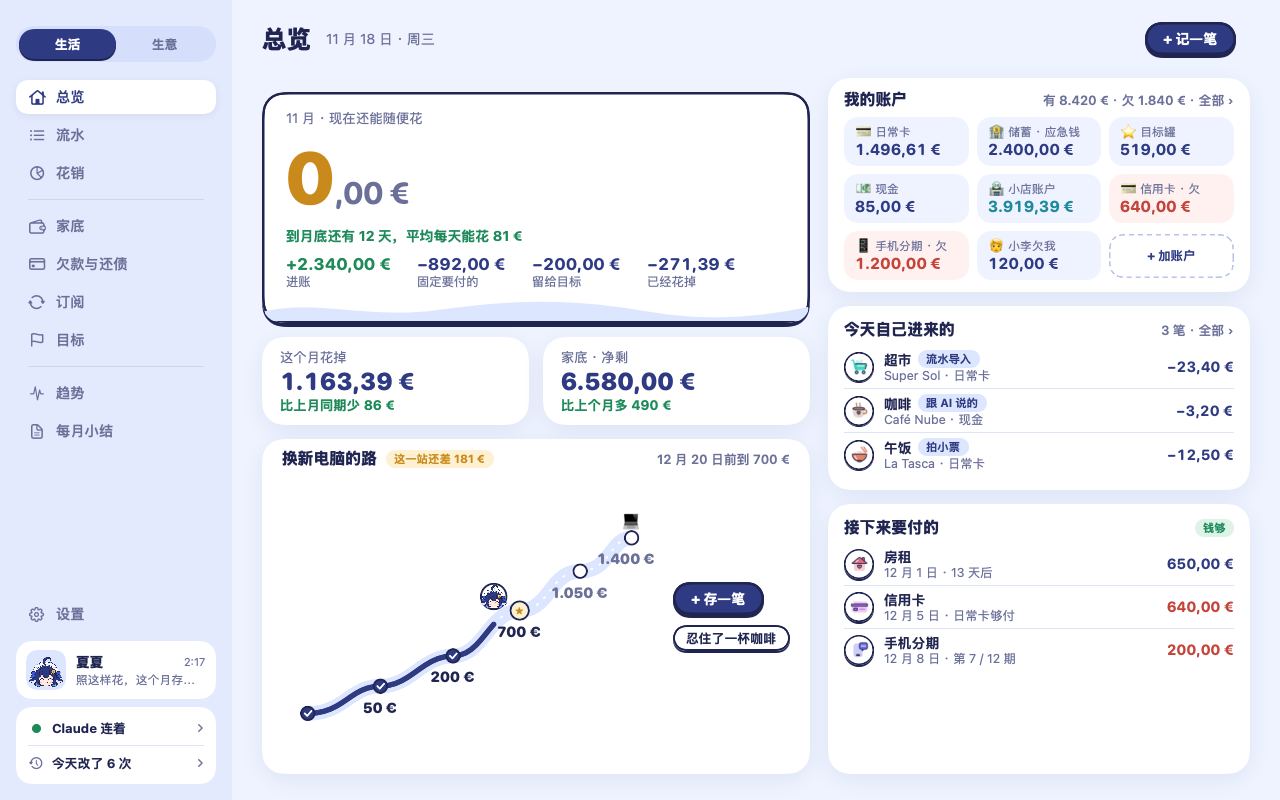 生活
生意
总览
流水
花销
家底
欠款与还债
订阅
目标
趋势
每月小结
设置
夏夏 2:17
照这样花，这个月存…
Claude 连着
今天改了 6 次
总览 11 月 18 日 · 周三
+ 记一笔
11 月 · 现在还能随便花
0,00 €
到月底还有 12 天，平均每天能花 81 €
+2.340,00 € −892,00 € −200,00 € −271,39 €
进账 固定要付的 留给目标 已经花掉
这个月花掉
1.163,39 €
比上月同期少 86 €
家底 · 净剩
6.580,00 €
比上个月多 490 €
换新电脑的路 这一站还差 181 € 12 月 20 日前到 700 €
1.400 €
1.050 €
700 €
200 €
50 €
+ 存一笔
忍住了一杯咖啡
我的账户 有 8.420 € · 欠 1.840 € · 全部 ›
日常卡
1.496,61 €
储蓄 · 应急钱
2.400,00 €
目标罐
519,00 €
现金
85,00 €
小店账户
3.919,39 €
信用卡 · 欠
640,00 €
手机分期 · 欠
1.200,00 €
小李欠我
120,00 €
+ 加账户
今天自己进来的 3 笔 · 全部 ›
超市 流水导入
Super Sol · 日常卡
−23,40 €
咖啡 跟 AI 说的
Café Nube · 现金
−3,20 €
午饭 拍小票
La Tasca · 日常卡
−12,50 €
接下来要付的 钱够
房租
12 月 1 日 · 13 天后
650,00 €
信用卡
12 月 5 日 · 日常卡够付
640,00 €
手机分期
12 月 8 日 · 第 7 / 12 期
200,00 €